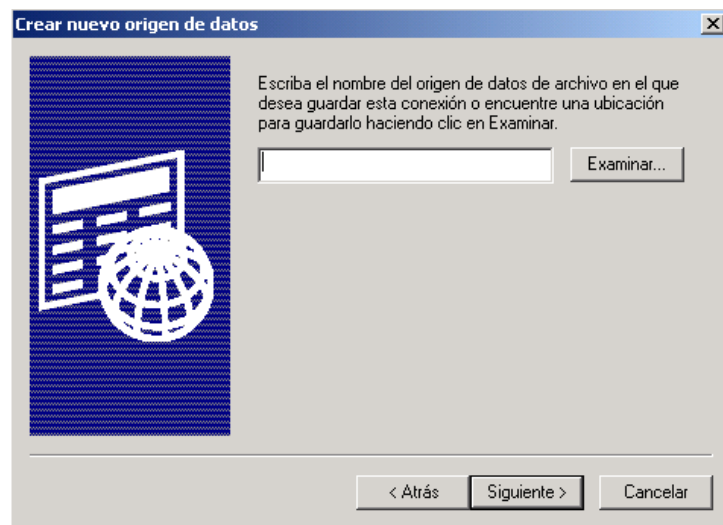 Crear nuevo origen de datos
Escriba el nombre del origen de datos de archivo en el que
desea guardar esta conexión o encuentre una ubicación
para guardarlo haciendo clic en Examinar.
Examinar...
< Atrás
Siguiente >
Cancelar